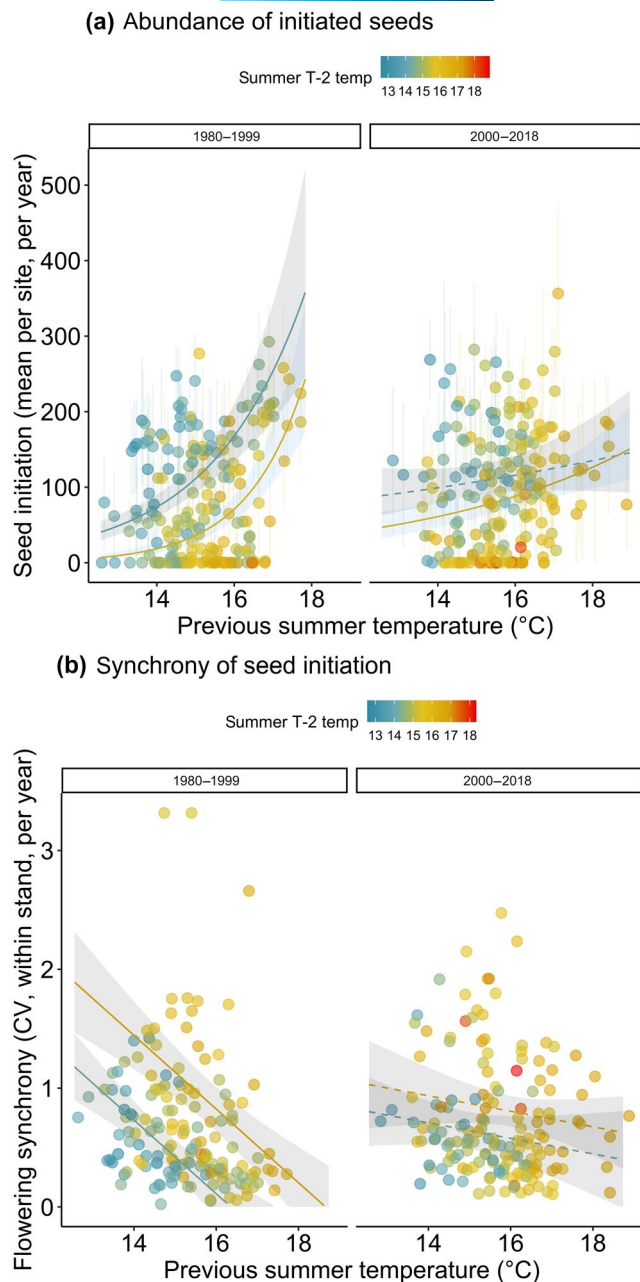 (a) Abundance of initiated seeds
Summer T-2 temp
13 14 15 16 17 18
1980–1999
2000–2018
Seed initiation (mean per site, per year)
500
400
300
200
100
0
14 16 18
14 16 18
Previous summer temperature (°C)
(b) Synchrony of seed initiation
Summer T-2 temp
13 14 15 16 17 18
1980–1999
2000–2018
Flowering synchrony (CV, within stand, per year)
3
2
1
0
14 16 18
14 16 18
Previous summer temperature (°C)